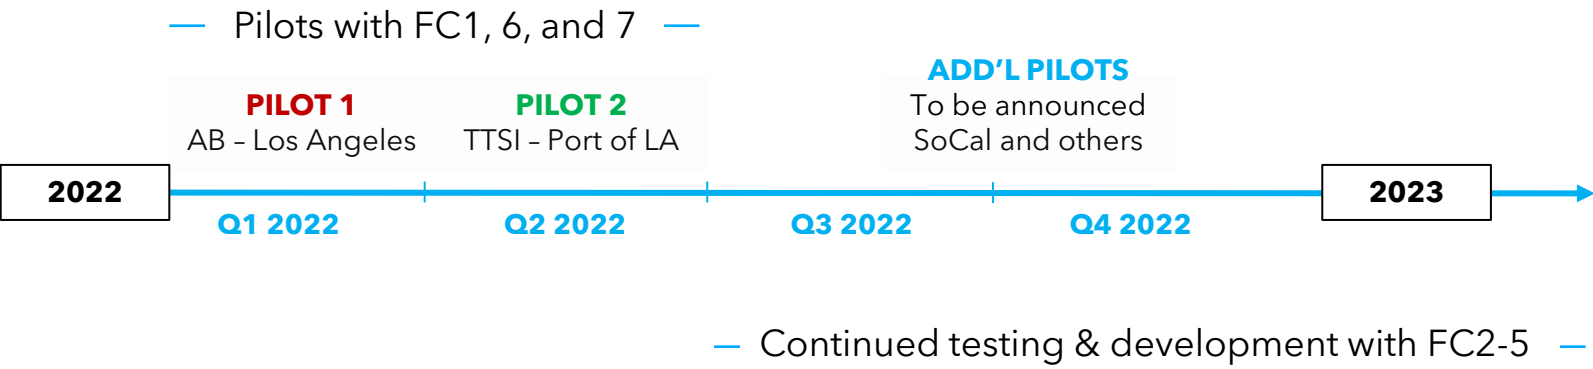 — Pilots with FC1, 6, and 7 —
PILOT 1
AB – Los Angeles
PILOT 2
TTSI – Port of LA
ADD’L PILOTS
To be announced
SoCal and others
2022
2023
Q1 2022
Q2 2022
Q3 2022
Q4 2022
— Continued testing & development with FC2-5 —